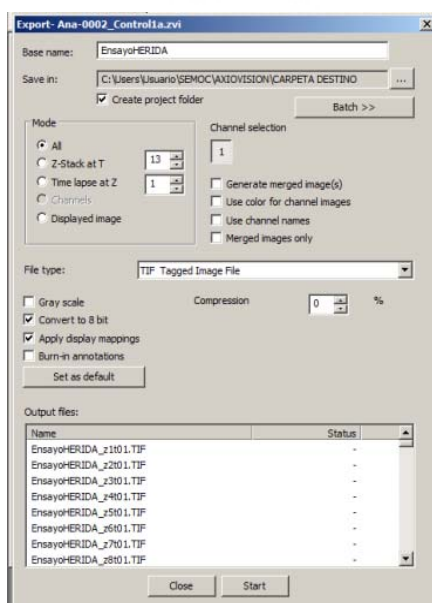 Export- Ana-0002_Control1a.zvi X
Base name: EnsayoHERIDA
Save in: C:\Users\Usuario\SEMOC\AXIOVISION\CARPETA DESTINO ...
Create project folder
Batch >>
Mode
All
Z-Stack at T 13
Time lapse at Z 1
Channels
Displayed image
Channel selection
1
Generate merged image(s)
Use color for channel images
Use channel names
Merged images only
File type: TIF Tagged Image File
Gray scale
Compression 0 %
Convert to 8 bit
Apply display mappings
Burn-in annotations
Set as default
Output files:
Name Status
EnsayoHERIDA_z1t01.TIF -
EnsayoHERIDA_z2t01.TIF -
EnsayoHERIDA_z3t01.TIF -
EnsayoHERIDA_z4t01.TIF -
EnsayoHERIDA_z5t01.TIF -
EnsayoHERIDA_z6t01.TIF -
EnsayoHERIDA_z7t01.TIF -
EnsayoHERIDA_z8t01.TIF -
Close Start